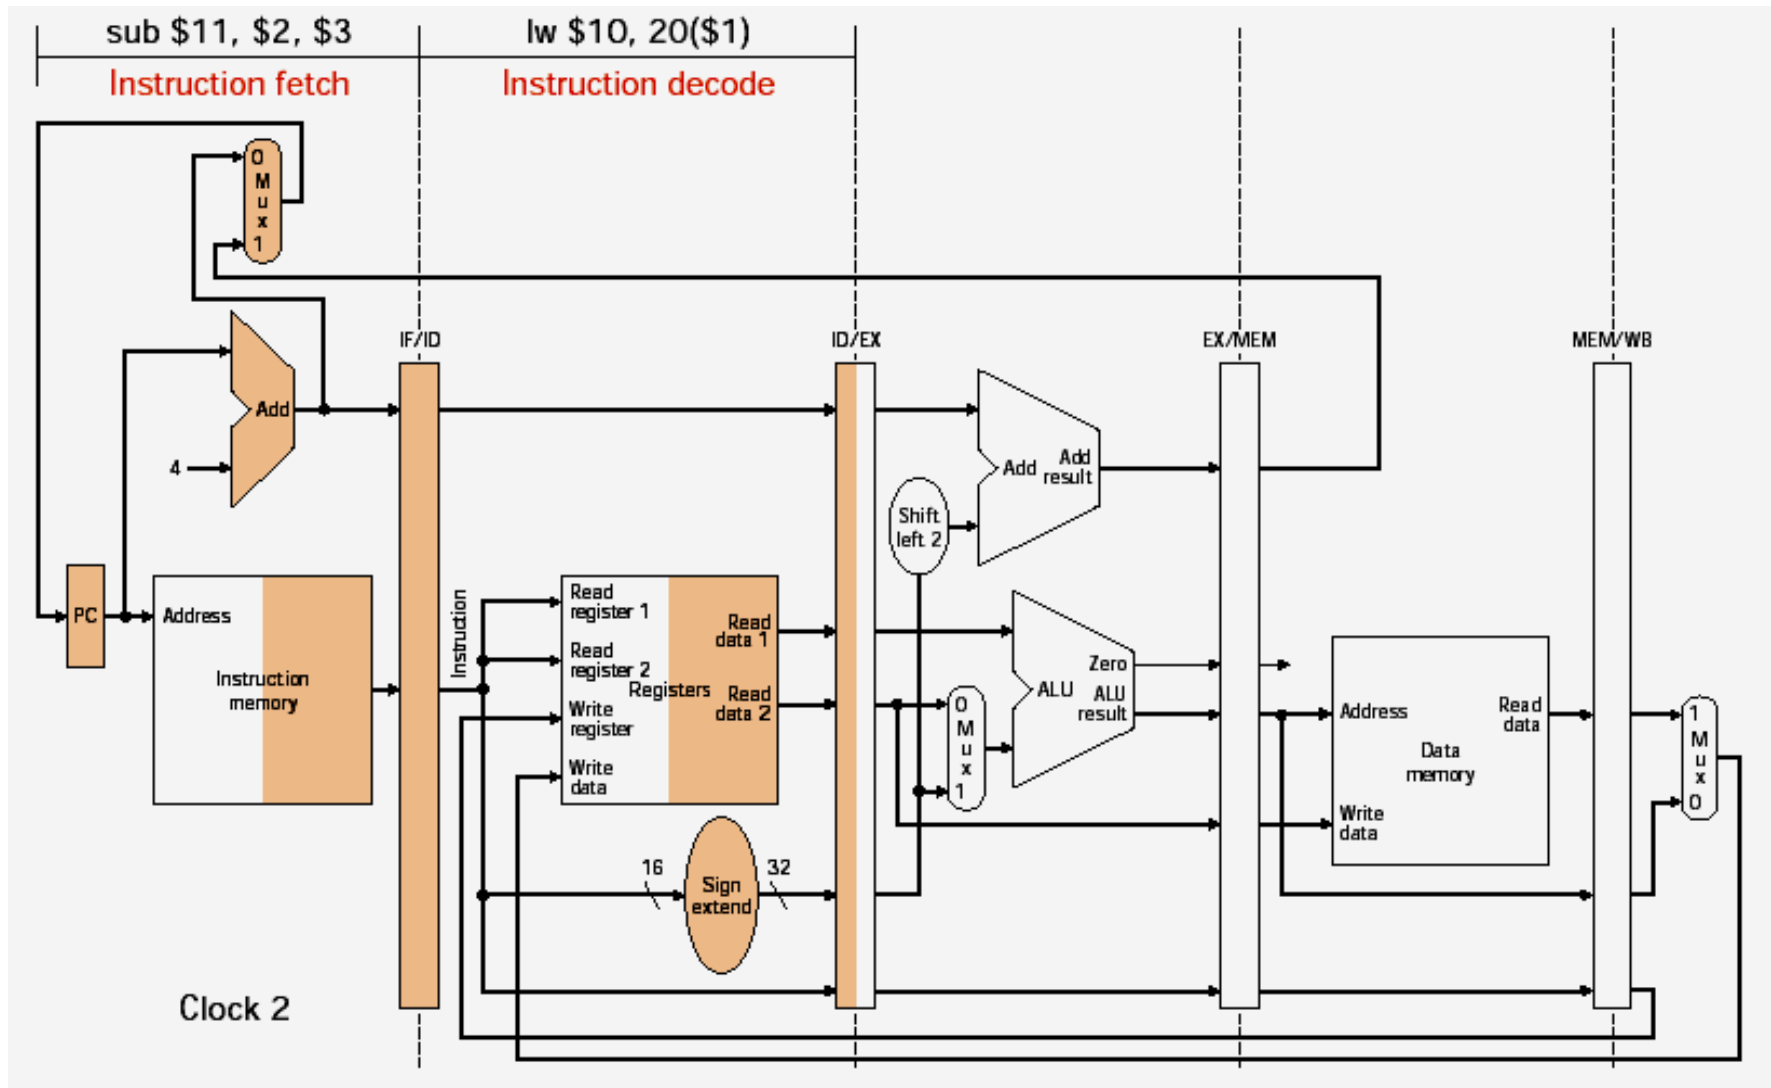 sub $11, $2, $3
lw $10, 20($1)
Instruction fetch
Instruction decode
0
M
u
x
1
IF/ID
ID/EX
EX/MEM
MEM/WB
Add
4
Add
Add
result
Shift
left 2
PC
Address
Instruction
memory
Instruction
Read
register 1
Read
register 2
Write
register
Write
data
Registers
Read
data 1
Read
data 2
0
M
u
x
1
Zero
ALU
ALU
result
Address
Write
data
Data
memory
Read
data
1
M
u
x
0
16
Sign
extend
32
Clock 2